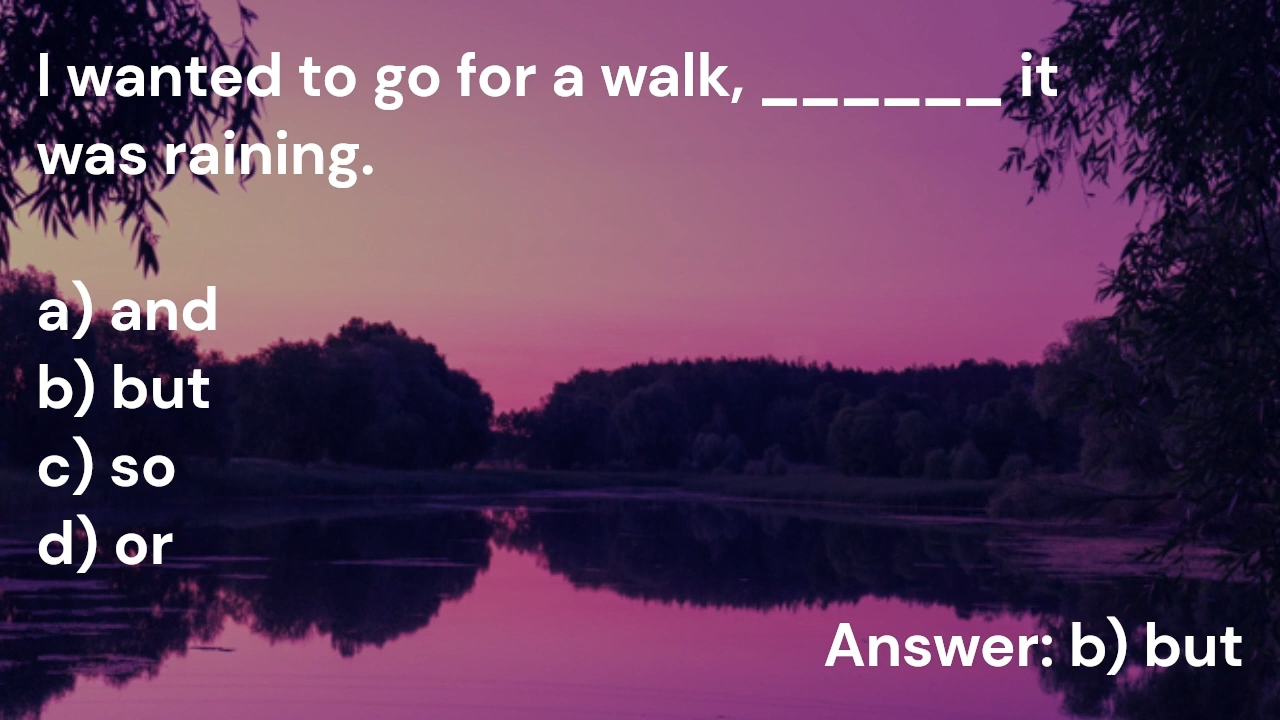 I wanted to go for a walk, ______ it
was raining.
a) and
b) but
c) so
d) or
Answer: b) but